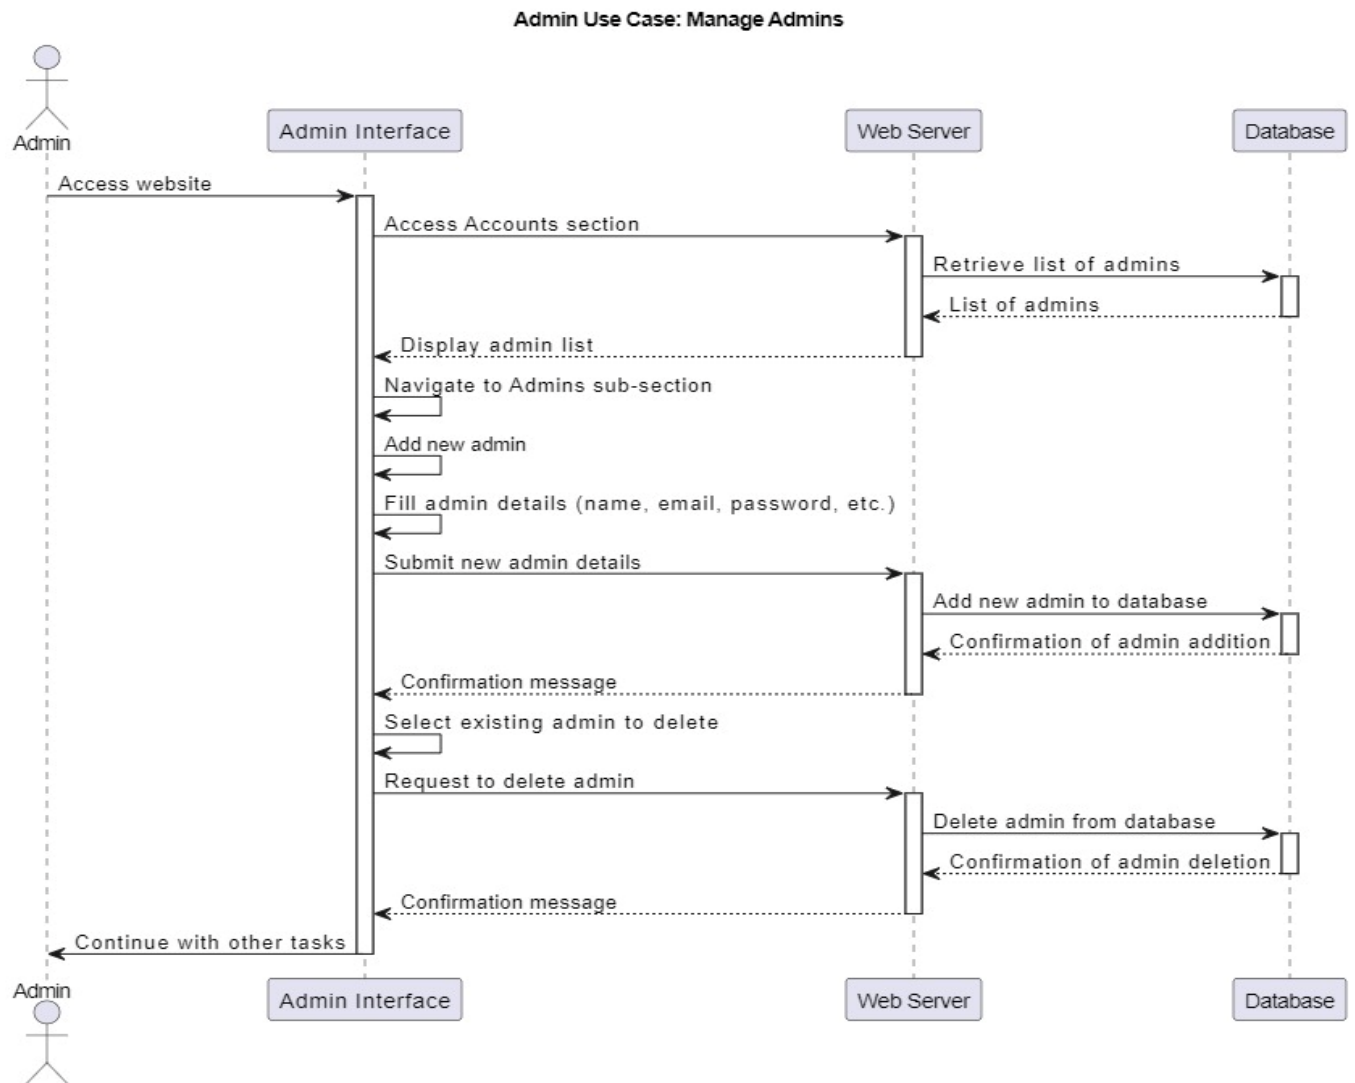 Admin Use Case: Manage Admins
Admin
Admin Interface
Web Server
Database
Access website
Access Accounts section
Retrieve list of admins
List of admins
Display admin list
Navigate to Admins sub-section
Add new admin
Fill admin details (name, email, password, etc.)
Submit new admin details
Add new admin to database
Confirmation of admin addition
Confirmation message
Select existing admin to delete
Request to delete admin
Delete admin from database
Confirmation of admin deletion
Confirmation message
Continue with other tasks
Admin
Admin Interface
Web Server
Database